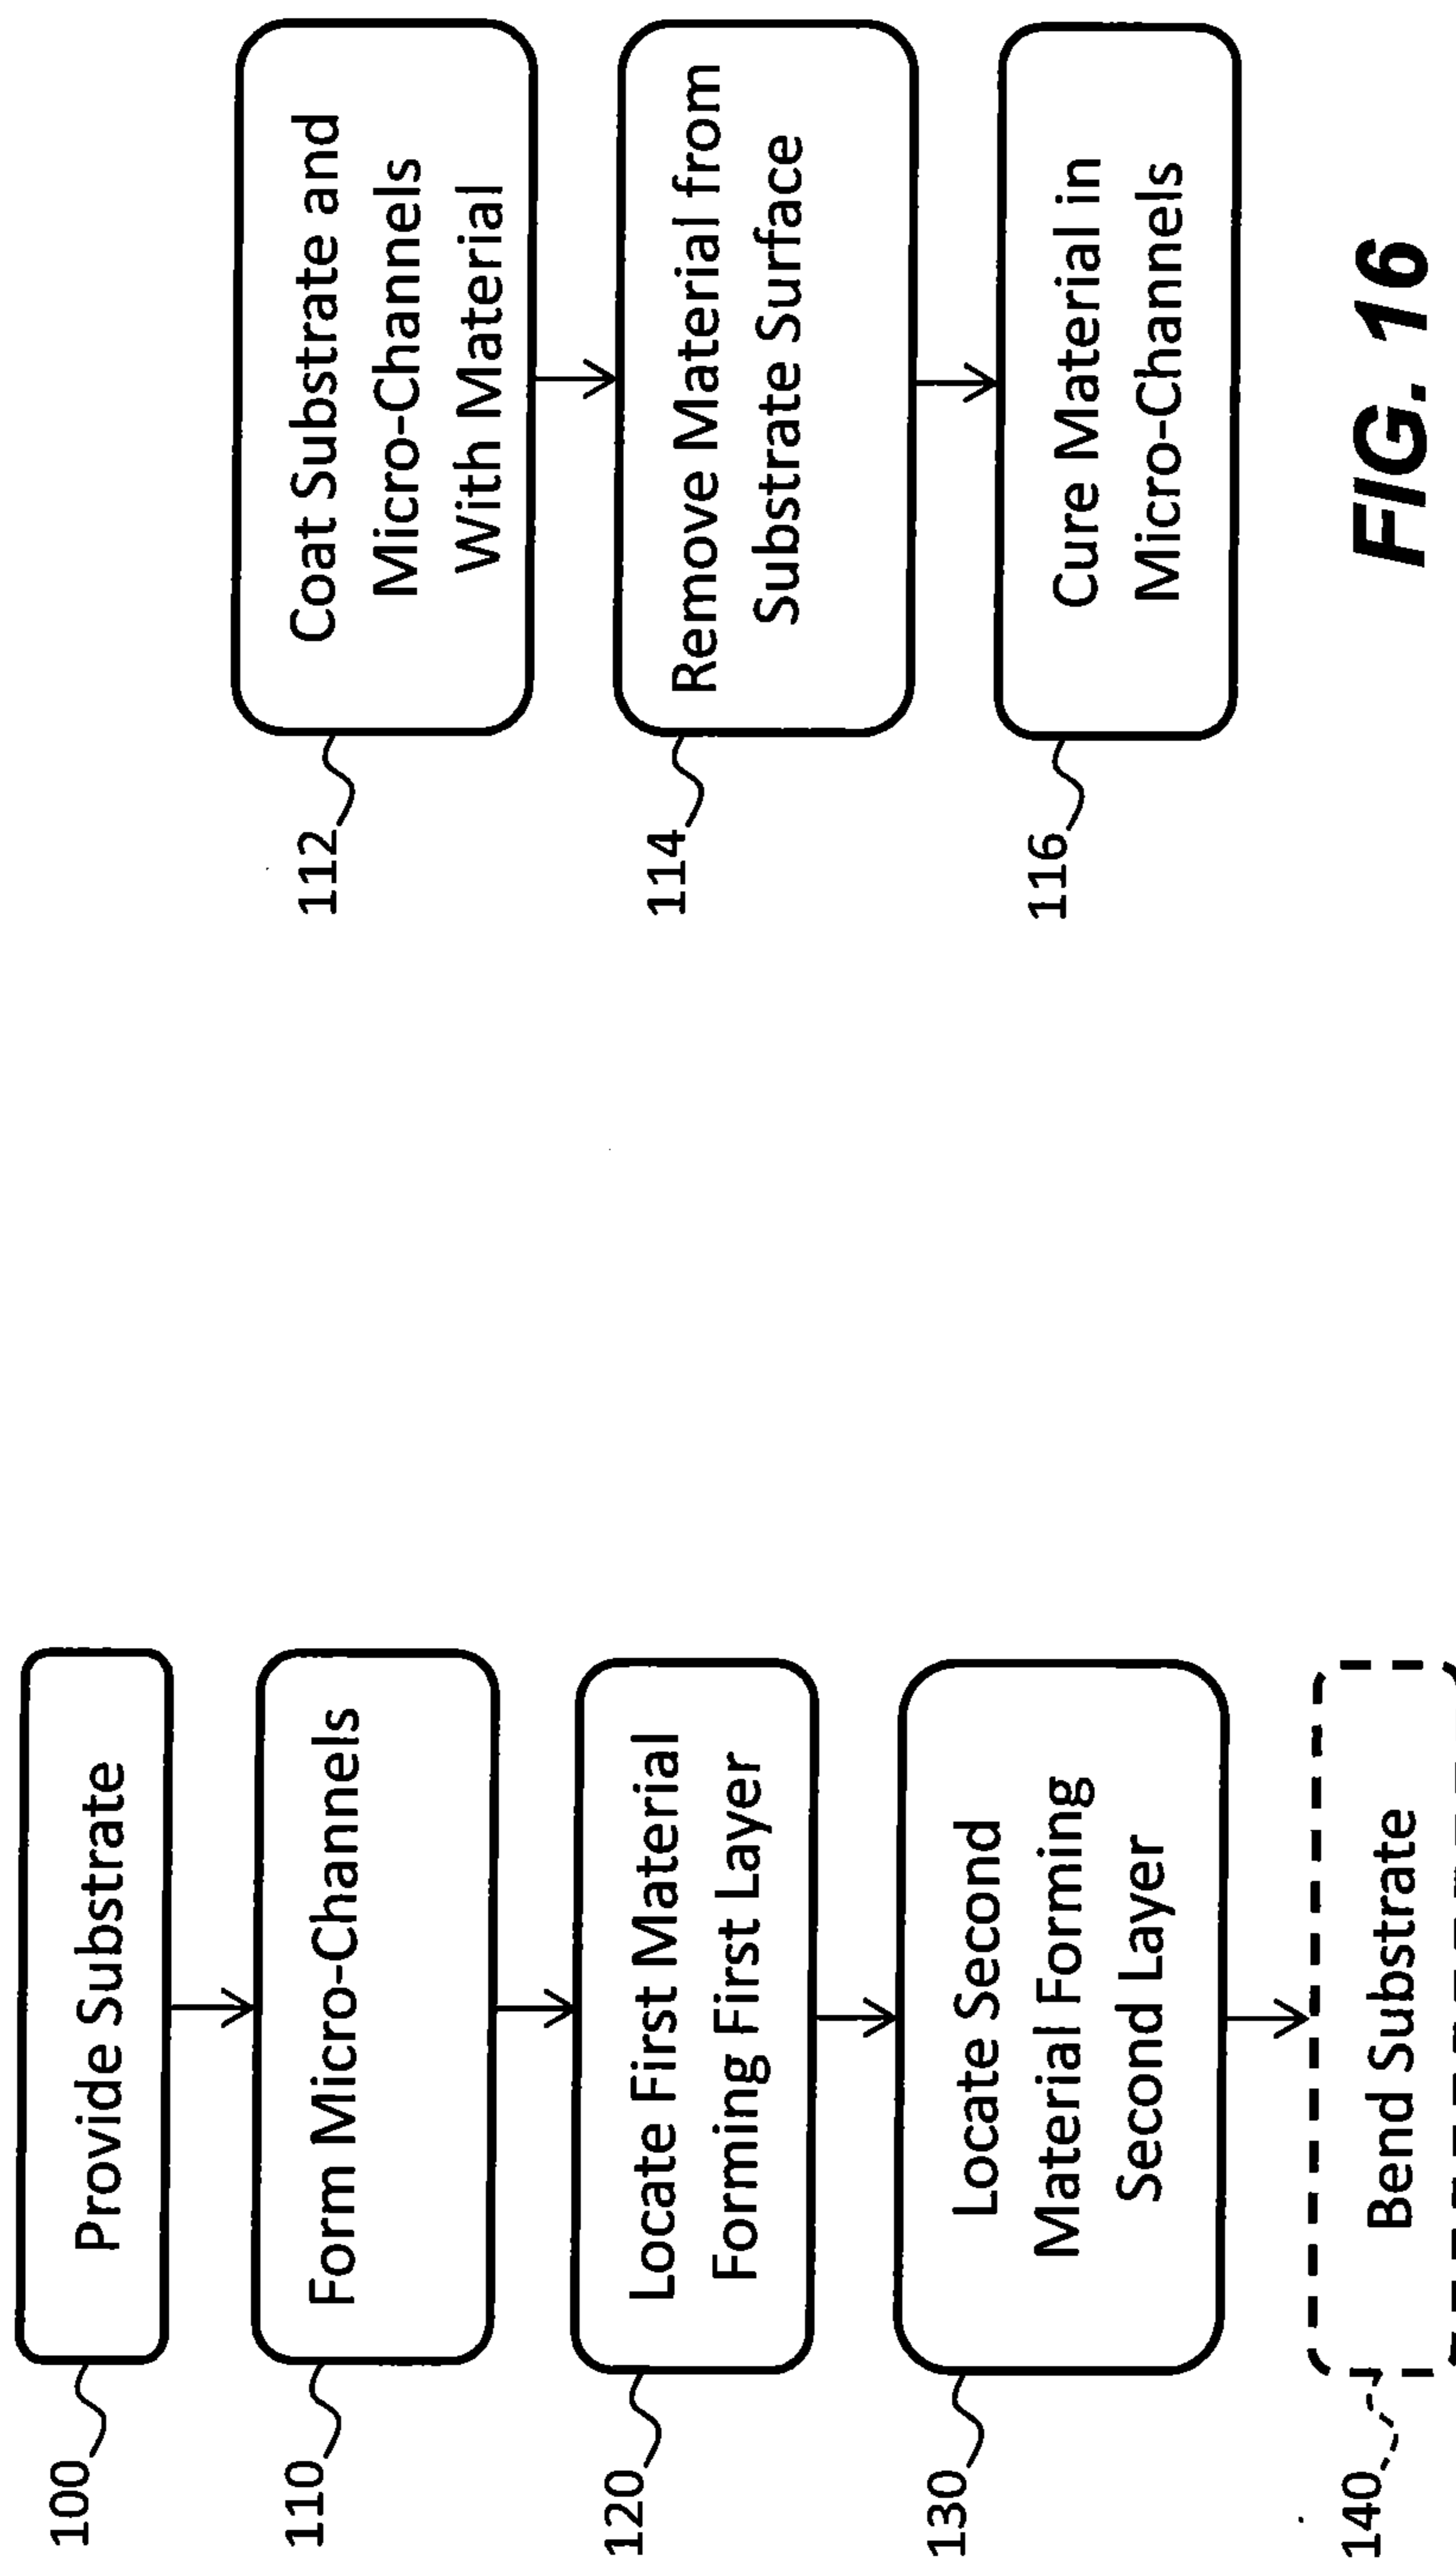 100
Provide Substrate
110
Form Micro-Channels
120
Locate First Material
Forming First Layer
130
Locate Second
Material Forming
Second Layer
140
Bend Substrate
112
Coat Substrate and
Micro-Channels
With Material
114
Remove Material from
Substrate Surface
116
Cure Material in
Micro-Channels
FIG. 16